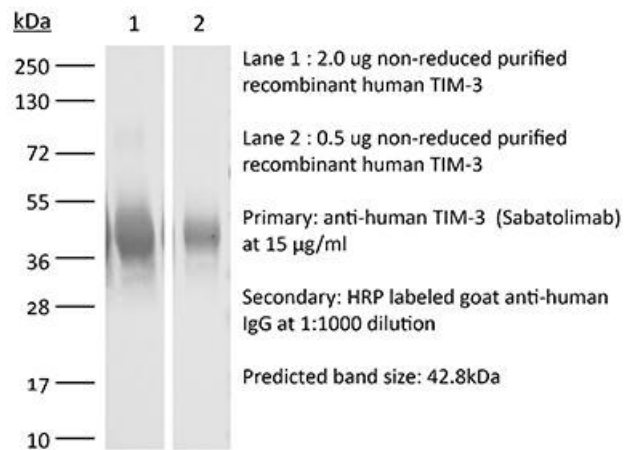 kDa
1 2
250
130
72
55
36
28
17
10
Lane 1 : 2.0 ug non-reduced purified
recombinant human TIM-3
Lane 2 : 0.5 ug non-reduced purified
recombinant human TIM-3
Primary: anti-human TIM-3 (Sabatolimab)
at 15 µg/ml
Secondary: HRP labeled goat anti-human
IgG at 1:1000 dilution
Predicted band size: 42.8kDa